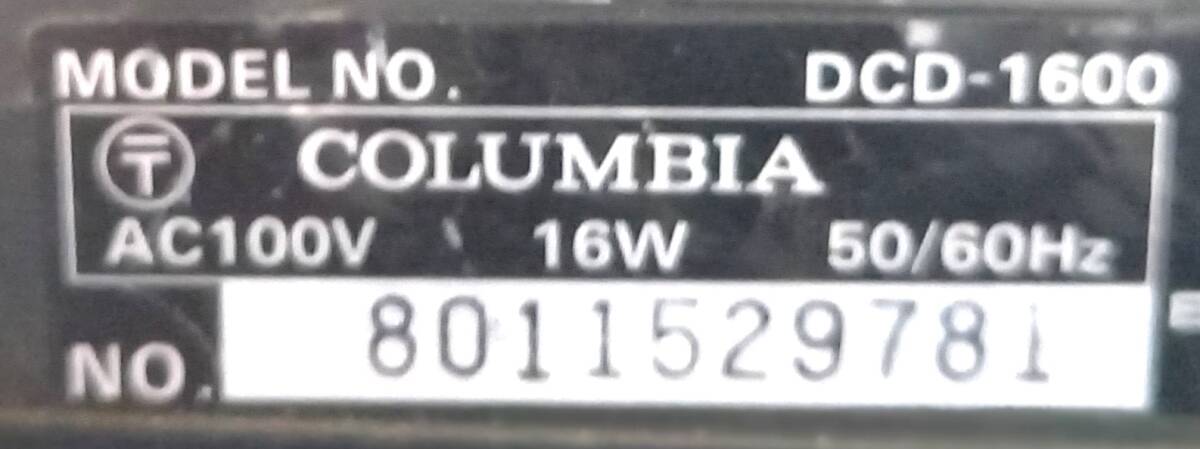 MODEL NO. DCD-1600
〒 COLUMBIA
AC100V 16W 50/60Hz
NO. 8011529781